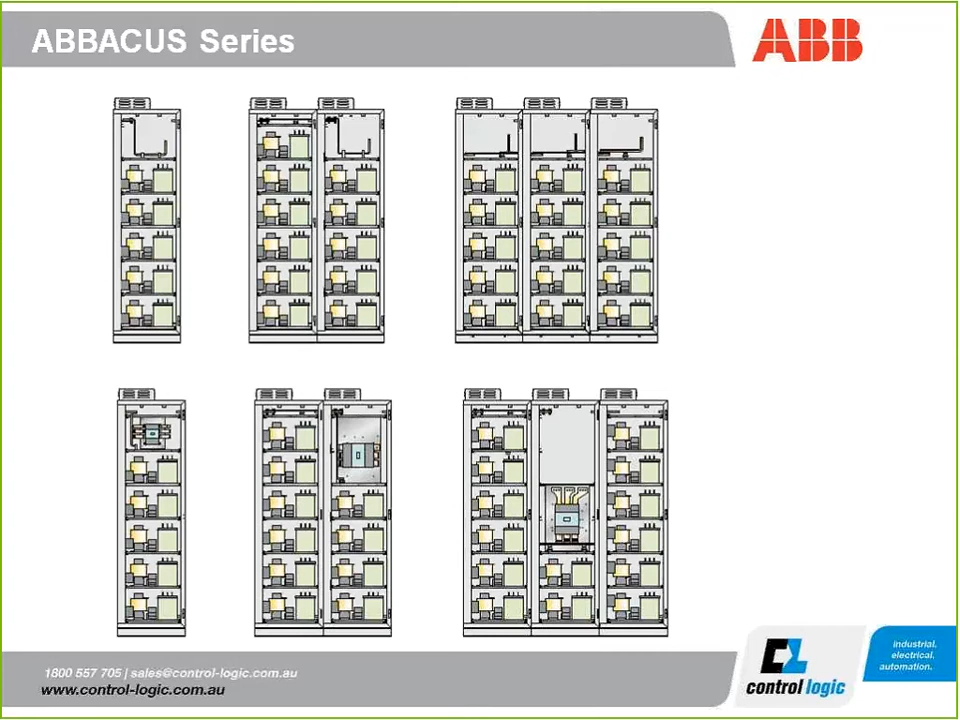 ABBACUS Series
ABB
1800 557 705 | sales@control-logic.com.au
www.control-logic.com.au
control logic
industrial.
electrical.
automation.